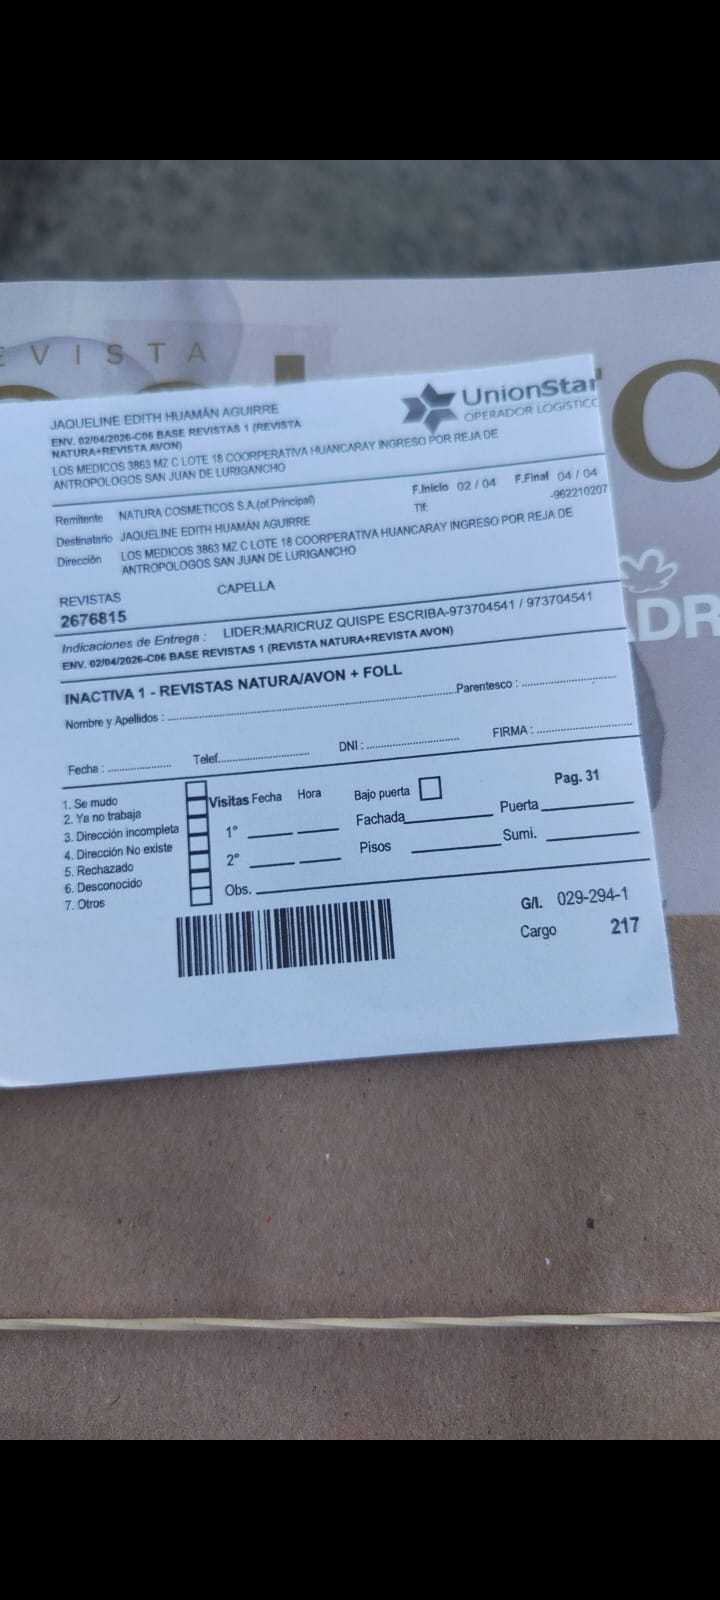 REVISTA
JAQUELINE EDITH HUAMÁN AGUIRRE
UnionStar
OPERADOR LOGISTICO
ENV. 02/04/2026-C06 BASE REVISTAS 1 (REVISTA
NATURA+REVISTA AVON)
LOS MEDICOS 3863 MZ C LOTE 18 COORPERATIVA HUANCARAY INGRESO POR REJA DE
ANTROPOLOGOS SAN JUAN DE LURIGANCHO
Remitente NATURA COSMETICOS S.A.(of.Principal) F.Inicio 02 / 04 F.Final 04 / 04
Destinatario JAQUELINE EDITH HUAMÁN AGUIRRE Tlf: -962210207
Dirección LOS MEDICOS 3863 MZ C LOTE 18 COORPERATIVA HUANCARAY INGRESO POR REJA DE
ANTROPOLOGOS SAN JUAN DE LURIGANCHO
REVISTAS CAPELLA
2676815
Indicaciones de Entrega : LIDER:MARICRUZ QUISPE ESCRIBA-973704541 / 973704541
ENV. 02/04/2026-C06 BASE REVISTAS 1 (REVISTA NATURA+REVISTA AVON)
INACTIVA 1 - REVISTAS NATURA/AVON + FOLL
Nombre y Apellidos : Parentesco :
Fecha : Telef. DNI : FIRMA :
1. Se mudo
2. Ya no trabaja
3. Dirección incompleta
4. Dirección No existe
5. Rechazado
6. Desconocido
7. Otros
Visitas Fecha Hora Bajo puerta Pag. 31
1° Fachada Puerta
2° Pisos Sumi.
Obs.
G/I. 029-294-1
Cargo 217